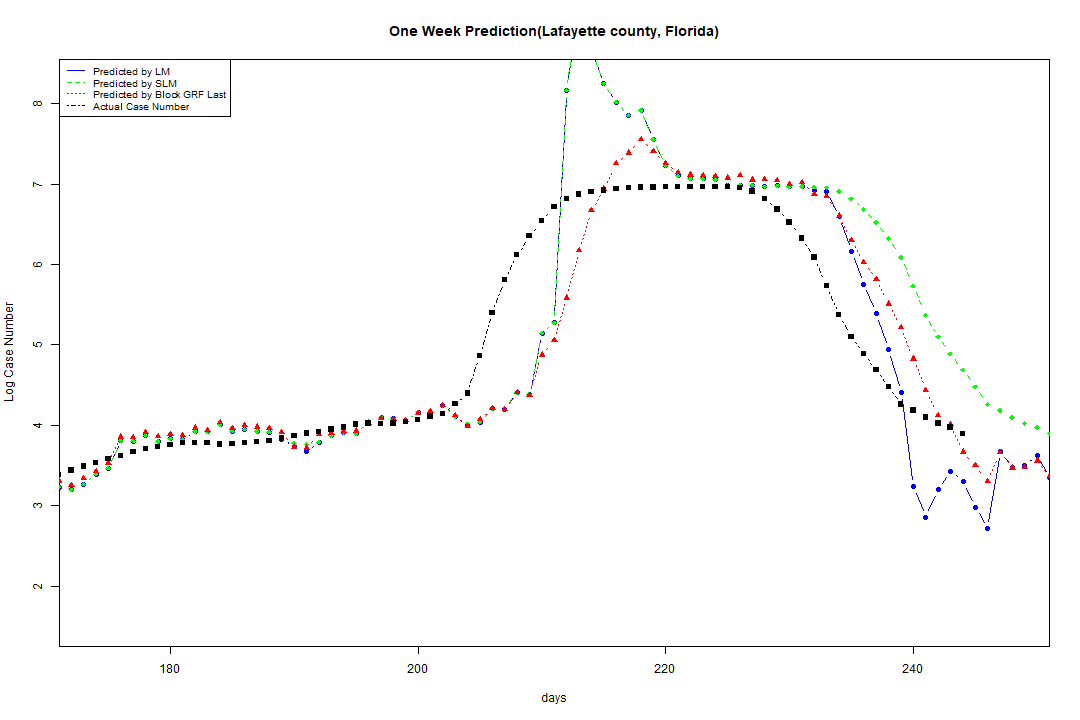 One Week Prediction(Lafayette county, Florida)
Predicted by LM
Predicted by SLM
Predicted by Block GRF Last
Actual Case Number
8
7
6
5
4
3
2
Log Case Number
180
200
220
240
days